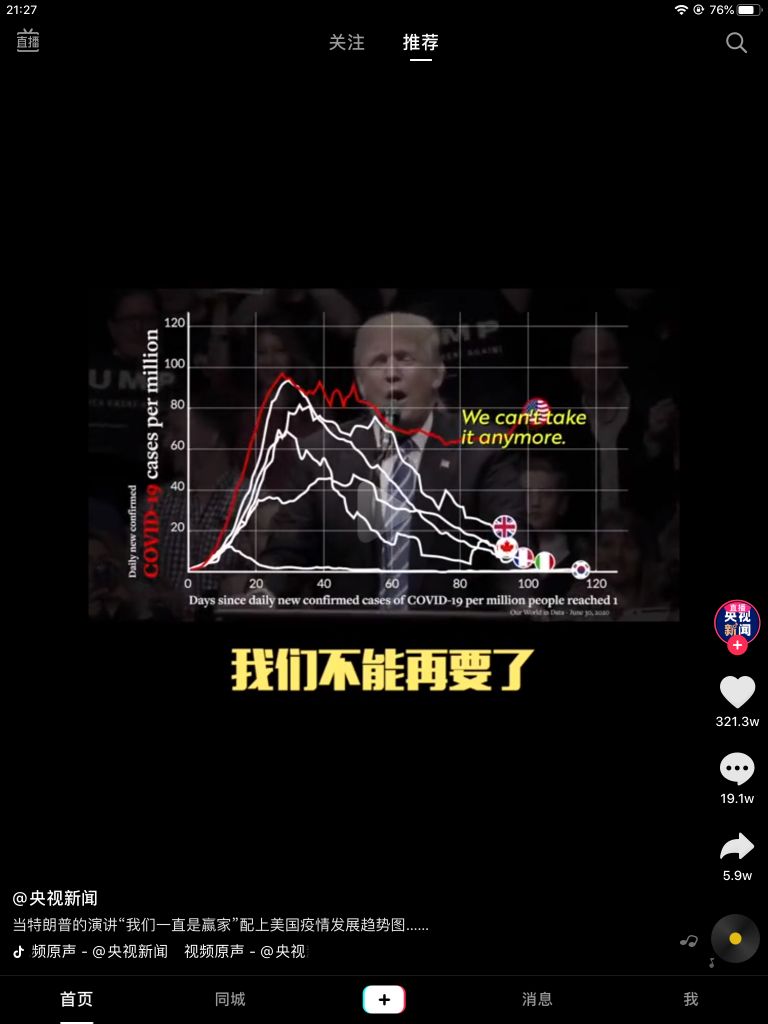 21:27
76%
直播
关注 推荐
UMP
MP
AGAIN!
120
100
80
60
40
20
Daily new confirmed
COVID-19 cases per million
We can't take
it anymore.
0 20 40 60 80 100 120
Days since daily new confirmed cases of COVID-19 per million people reached 1
Our World in Data - June 30, 2020
我们不能再要了
直播
央视
新闻
321.3w
19.1w
5.9w
@央视新闻
当特朗普的演讲“我们一直是赢家”配上美国疫情发展趋势图......
频原声 - @央视新闻 视频原声 - @央视
首页 同城 消息 我